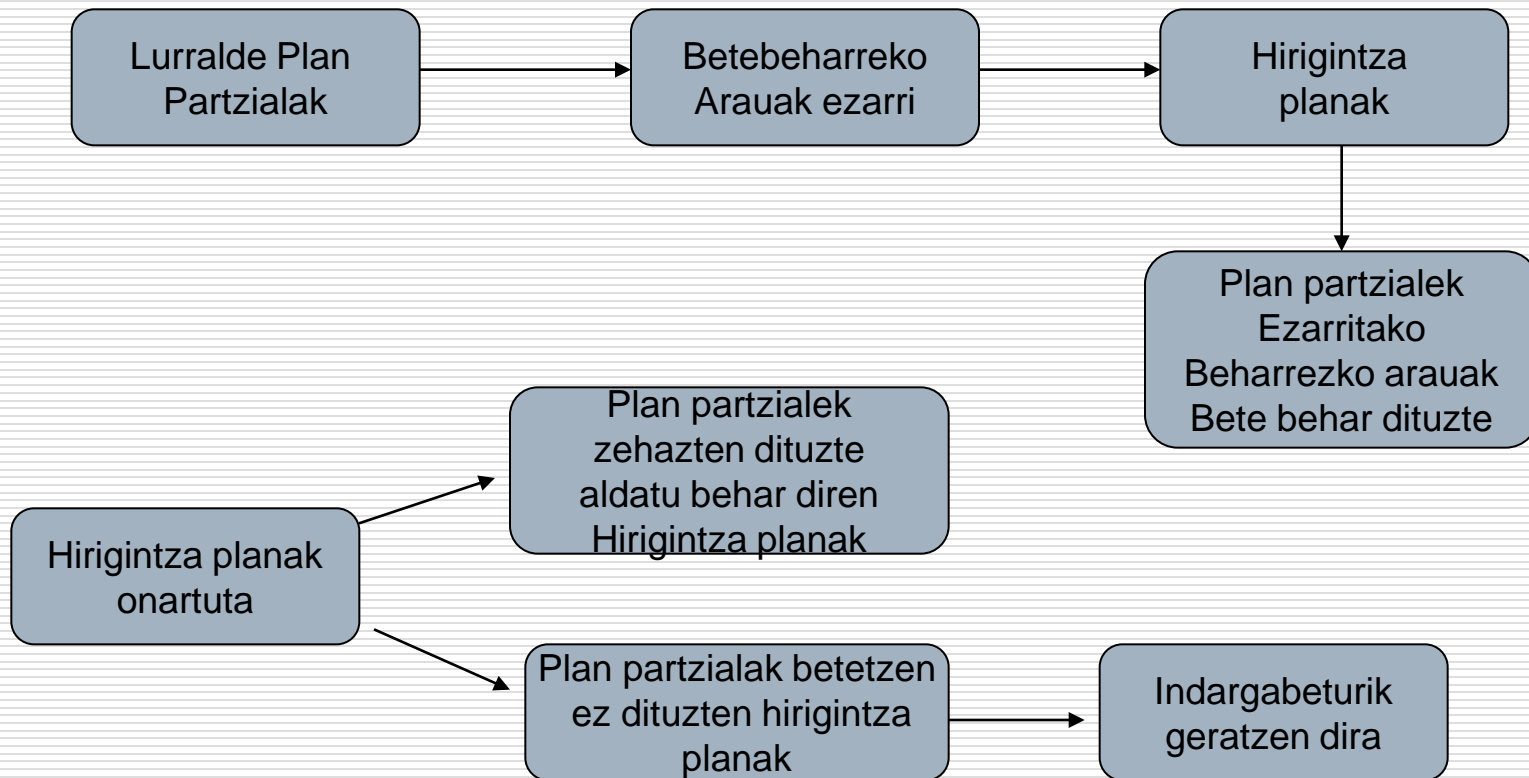 Lurralde Plan
Partzialak
Betebeharreko
Arauak ezarri
Hirigintza
planak
Plan partzialek
Ezarritako
Beharrezko arauak
Bete behar dituzte
Plan partzialek
zehazten dituzte
aldatu behar diren
Hirigintza planak
Hirigintza planak
onartuta
Plan partzialak betetzen
ez dituzten hirigintza
planak
Indargabeturik
geratzen dira